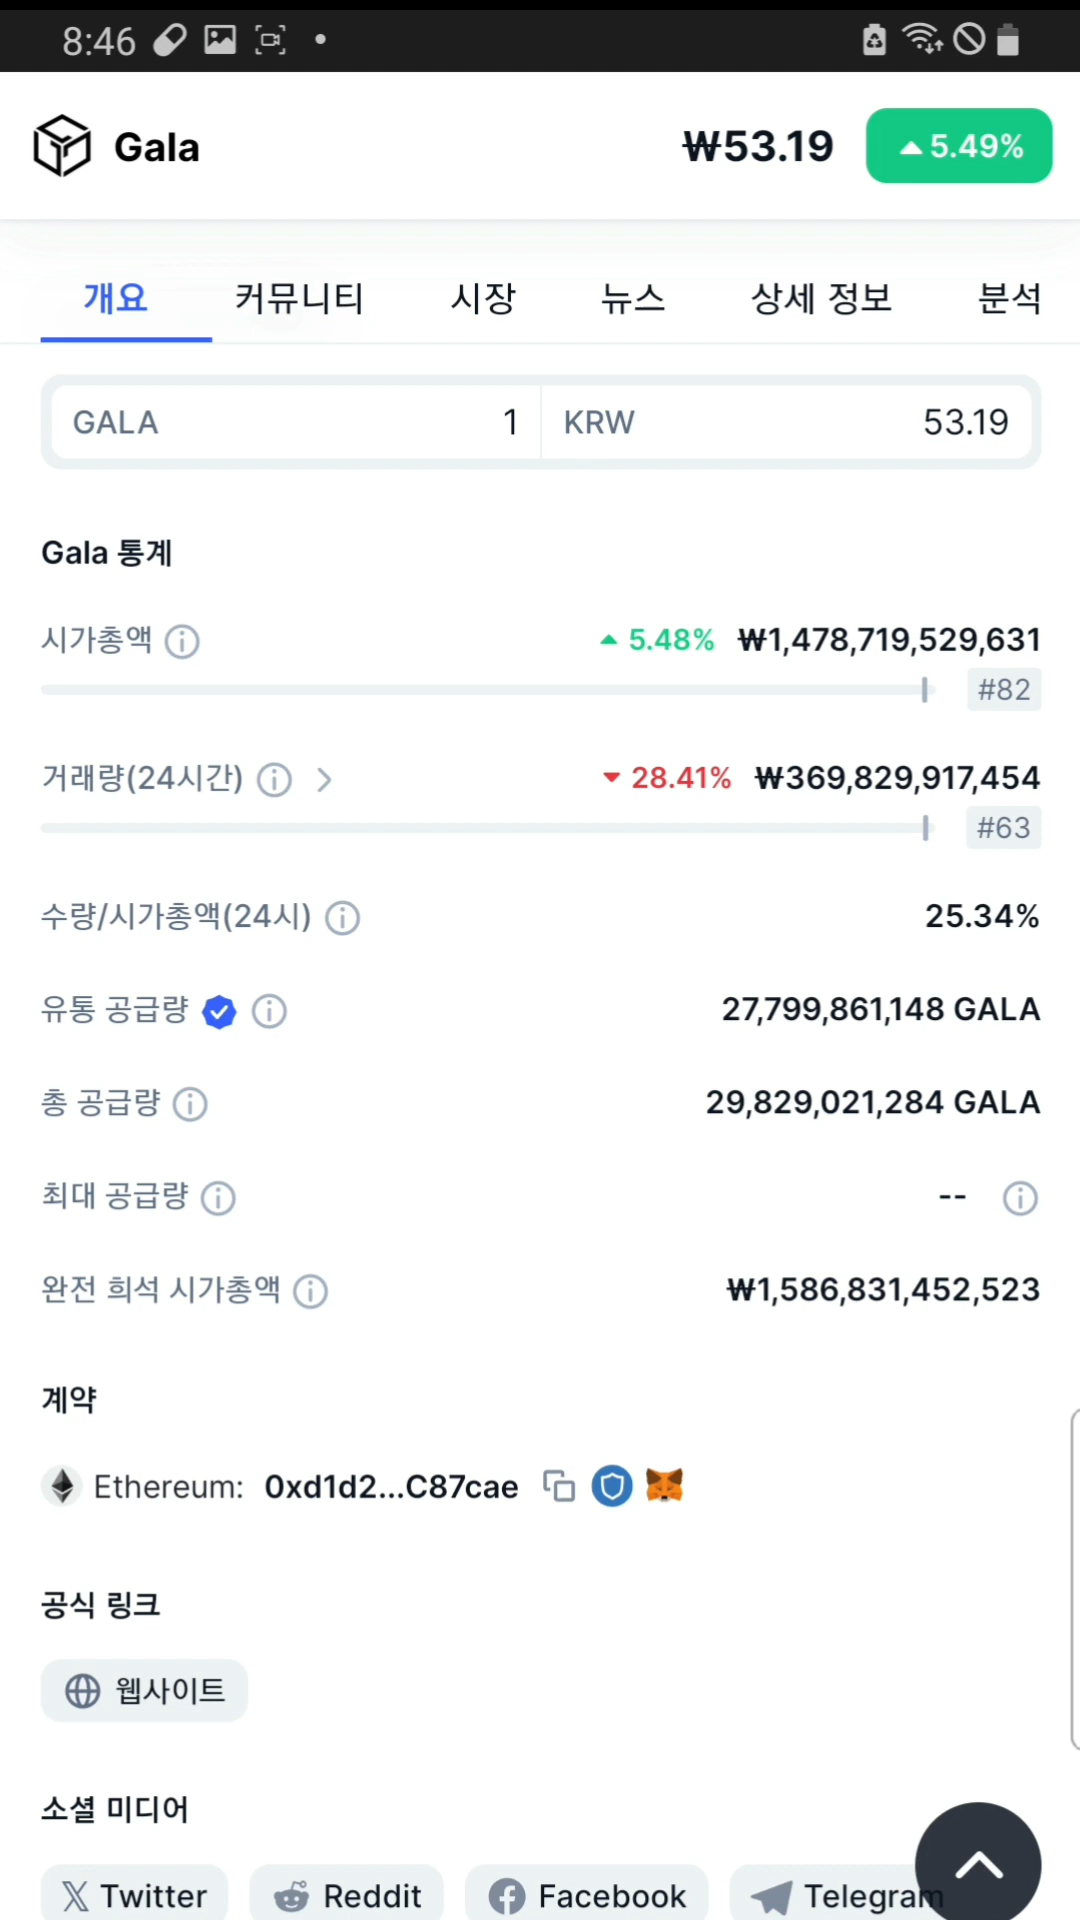 8:46
Gala ₩53.19 5.49%
개요 커뮤니티 시장 뉴스 상세 정보 분석
GALA 1 KRW 53.19
Gala 통계
시가총액 5.48% ₩1,478,719,529,631
#82
거래량(24시간) 28.41% ₩369,829,917,454
#63
수량/시가총액(24시) 25.34%
유통 공급량 27,799,861,148 GALA
총 공급량 29,829,021,284 GALA
최대 공급량 --
완전 희석 시가총액 ₩1,586,831,452,523
계약
Ethereum: 0xd1d2...C87cae
공식 링크
웹사이트
소셜 미디어
Twitter Reddit Facebook Telegram